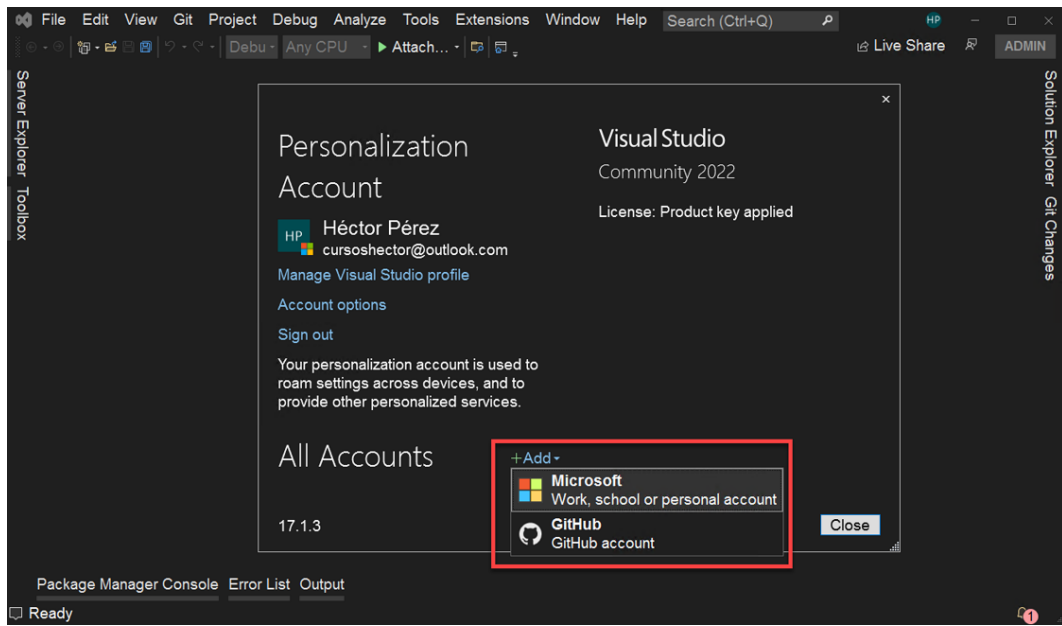 File Edit View Git Project Debug Analyze Tools Extensions Window Help Search (Ctrl+Q) HP
Debu Any CPU Attach... Live Share ADMIN
Server Explorer
Toolbox
Solution Explorer
Git Changes
Personalization
Account
HP
Héctor Pérez
cursoshector@outlook.com
Manage Visual Studio profile
Account options
Sign out
Your personalization account is used to
roam settings across devices, and to
provide other personalized services.
Visual Studio
Community 2022
License: Product key applied
All Accounts
+Add
Microsoft
Work, school or personal account
GitHub
GitHub account
17.1.3
Close
Package Manager Console Error List Output
Ready
1